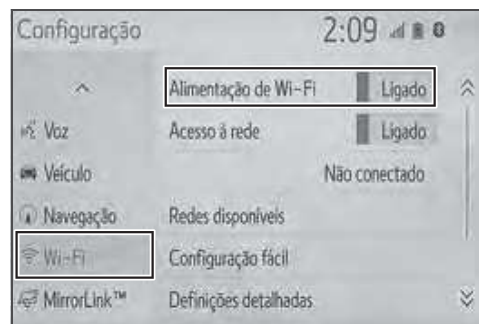 Configuração 2:09
Alimentação de Wi-Fi Ligado
Voz Acesso à rede Ligado
Veículo Não conectado
Navegação Redes disponíveis
Wi-Fi Configuração fácil
MirrorLink™ Definições detalhadas